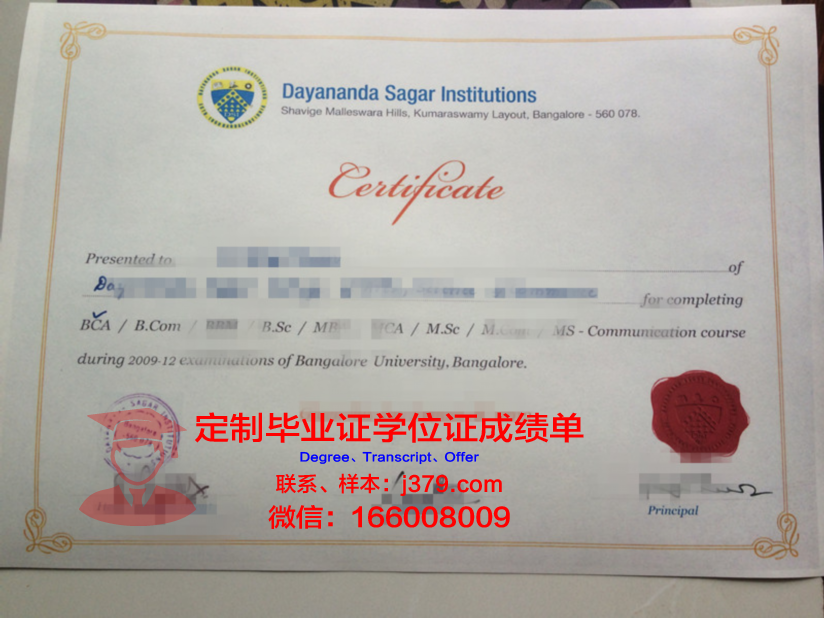 Dayananda Sagar Institutions
Shavige Malleswara Hills, Kumaraswamy Layout, Bangalore - 560 078.
Certificate
Presented to
of
for completing
BCA / B.Com / / B.Sc / / MCA / M.Sc / / MS - Communication course
during 2009-12 examinations of Bangalore University, Bangalore.
定制毕业证学位证成绩单
Degree、Transcript、Offer
联系、样本：j379.com
微信：166008009
Principal